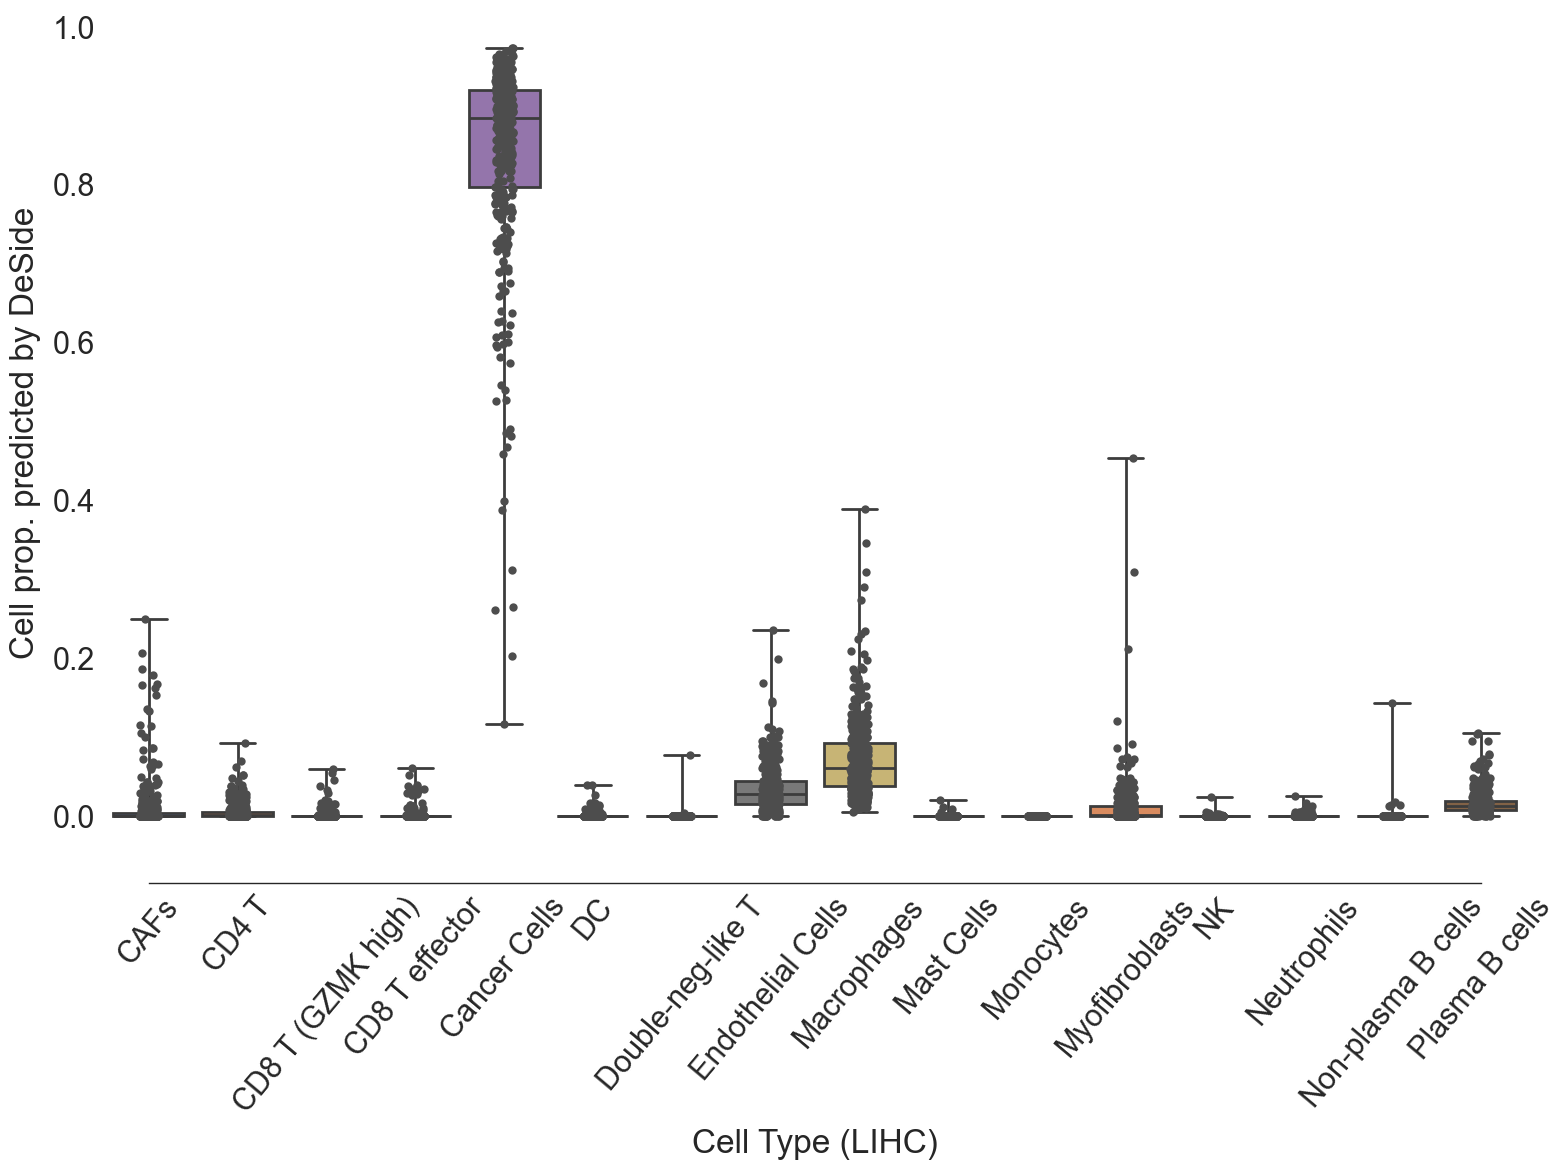 Cell prop. predicted by DeSide
1.0
0.8
0.6
0.4
0.2
0.0
CAFs
CD4 T
CD8 T (GZMK high)
CD8 T effector
Cancer Cells
DC
Double-neg-like T
Endothelial Cells
Macrophages
Mast Cells
Monocytes
Myofibroblasts
NK
Neutrophils
Non-plasma B cells
Plasma B cells
Cell Type (LIHC)